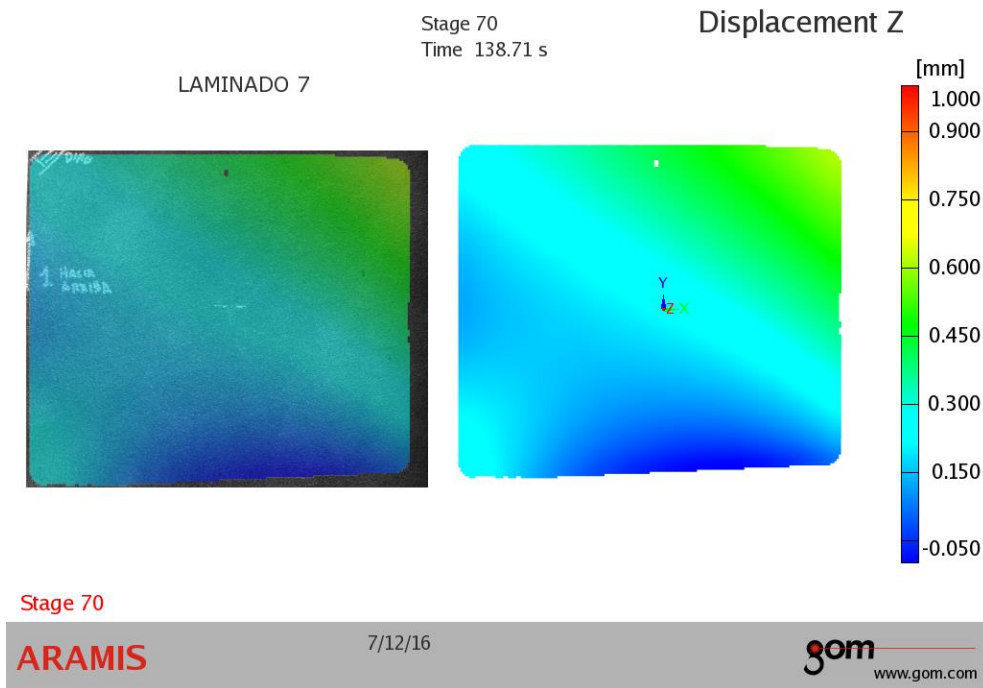 Stage 70
Time 138.71 s
Displacement Z
LAMINADO 7
[mm]
1.000
0.900
0.750
0.600
0.450
0.300
0.150
-0.050
1 HACIA
ARRIBA
Y
Z X
Stage 70
ARAMIS
7/12/16
gom
www.gom.com